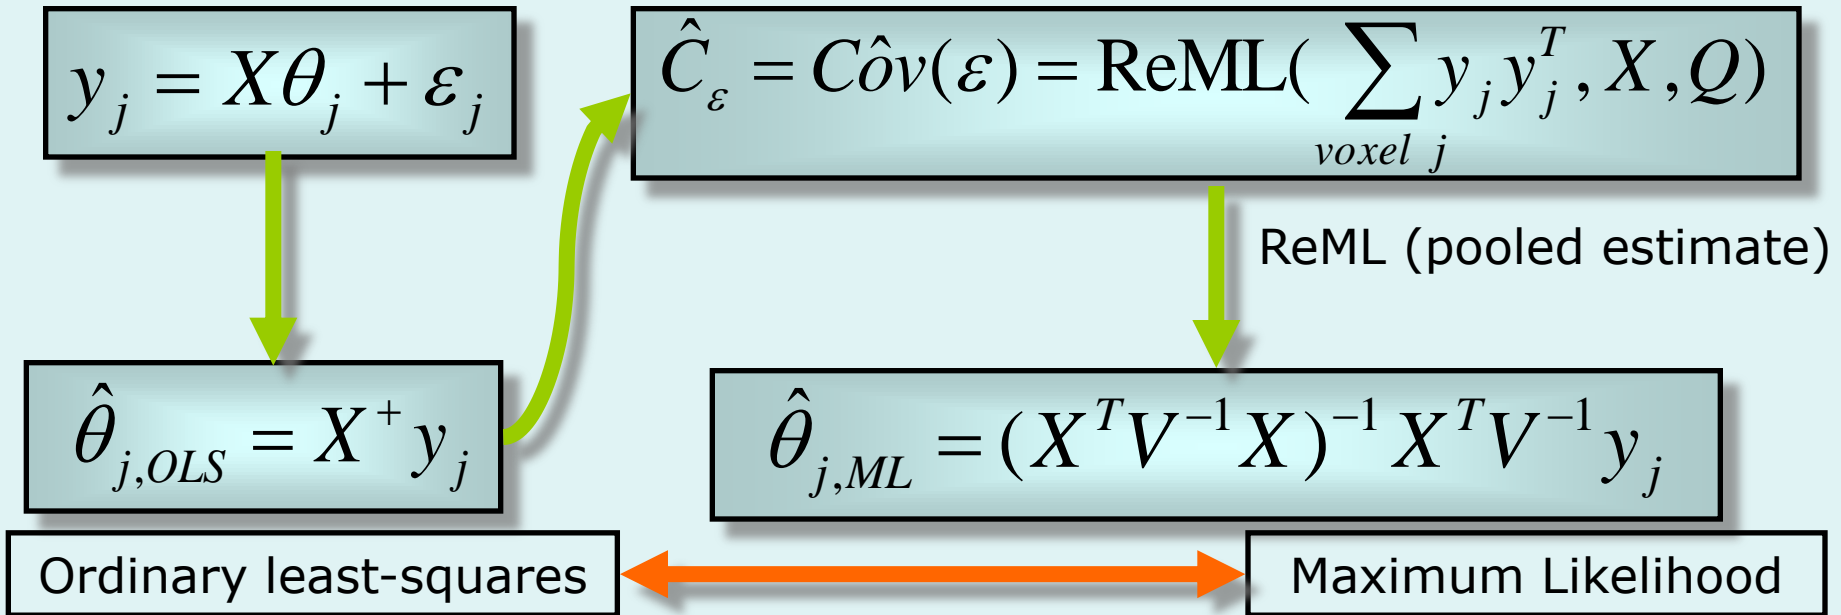 y_j = Xθ_j + ε_j
Ĉ_ε = Côv(ε) = ReML( ∑_{voxel j} y_j y_j^T , X , Q)
ReML (pooled estimate)
θ̂_{j,OLS} = X^+ y_j
θ̂_{j,ML} = (X^T V^{-1} X)^{-1} X^T V^{-1} y_j
Ordinary least-squares
Maximum Likelihood